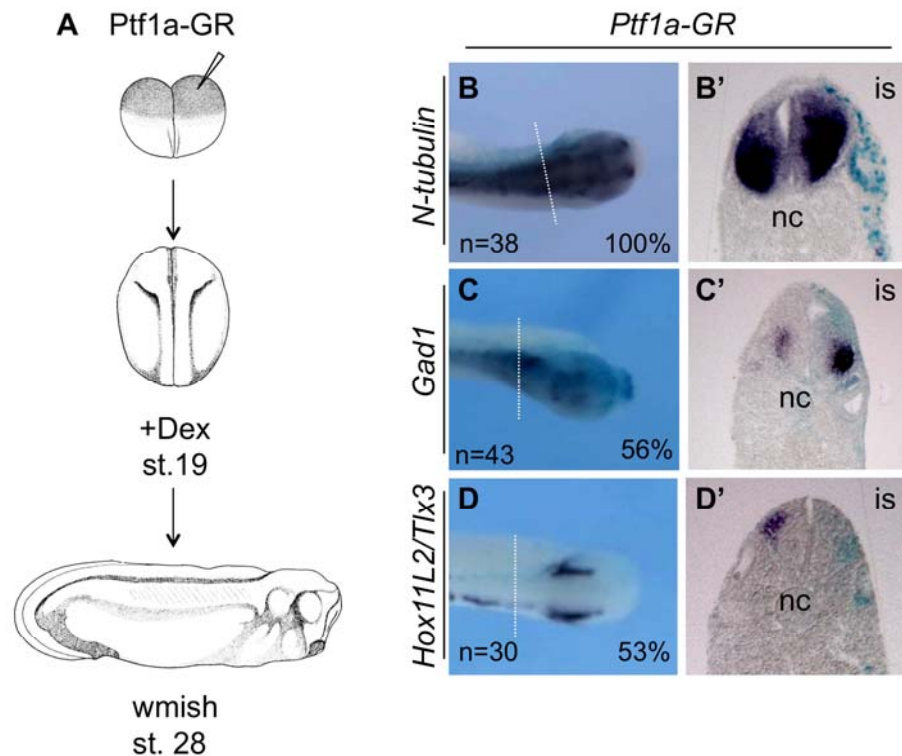 A Ptf1a-GR
+Dex
st.19
wmish
st. 28
Ptf1a-GR
N-tubulin
B
n=38 100%
B' is
nc
Gad1
C
n=43 56%
C' is
nc
Hox11L2/Tlx3
D
n=30 53%
D' is
nc